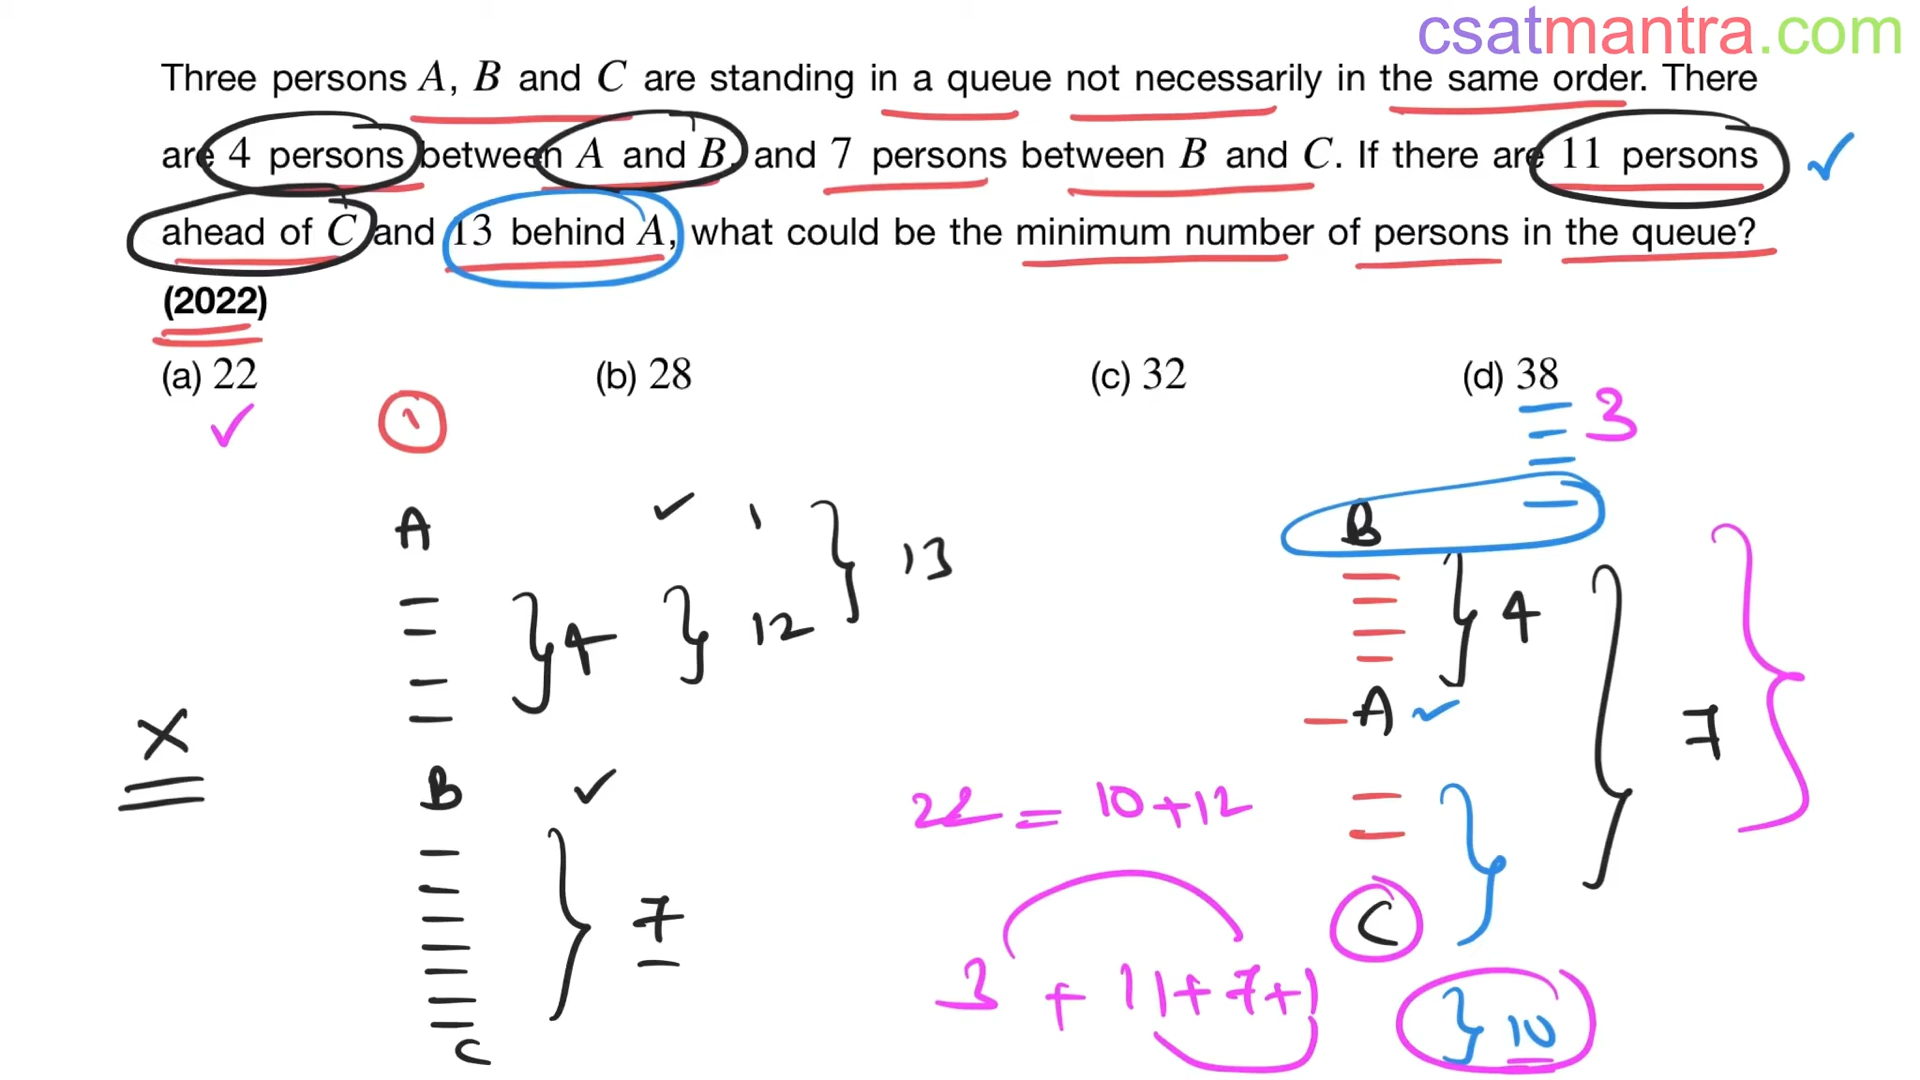 csatmantra.com
Three persons A, B and C are standing in a queue not necessarily in the same order. There
are 4 persons between A and B, and 7 persons between B and C. If there are 11 persons
ahead of C and 13 behind A, what could be the minimum number of persons in the queue?
(2022)
(a) 22 (b) 28 (c) 32 (d) 38
1
3
A
1
13
B
4
12
4
A
7
B
22 = 10+12
7
C
3 + 11+7+1
10
C